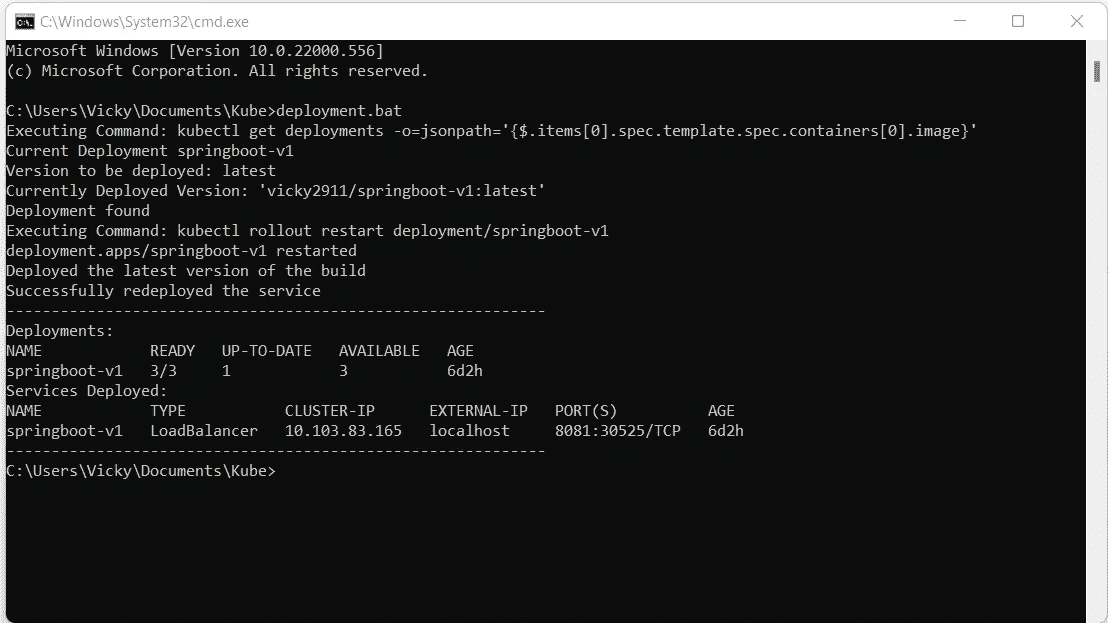 C:\Windows\System32\cmd.exe
Microsoft Windows [Version 10.0.22000.556]
(c) Microsoft Corporation. All rights reserved.
C:\Users\Vicky\Documents\Kube>deployment.bat
Executing Command: kubectl get deployments -o=jsonpath='{$.items[0].spec.template.spec.containers[0].image}'
Current Deployment springboot-v1
Version to be deployed: latest
Currently Deployed Version: 'vicky2911/springboot-v1:latest'
Deployment found
Executing Command: kubectl rollout restart deployment/springboot-v1
deployment.apps/springboot-v1 restarted
Deployed the latest version of the build
Successfully redeployed the service
------------------------------------------------------------
Deployments:
NAME            READY   UP-TO-DATE   AVAILABLE   AGE
springboot-v1   3/3     1            3           6d2h
Services Deployed:
NAME            TYPE           CLUSTER-IP      EXTERNAL-IP   PORT(S)          AGE
springboot-v1   LoadBalancer   10.103.83.165   localhost     8081:30525/TCP   6d2h
------------------------------------------------------------
C:\Users\Vicky\Documents\Kube>